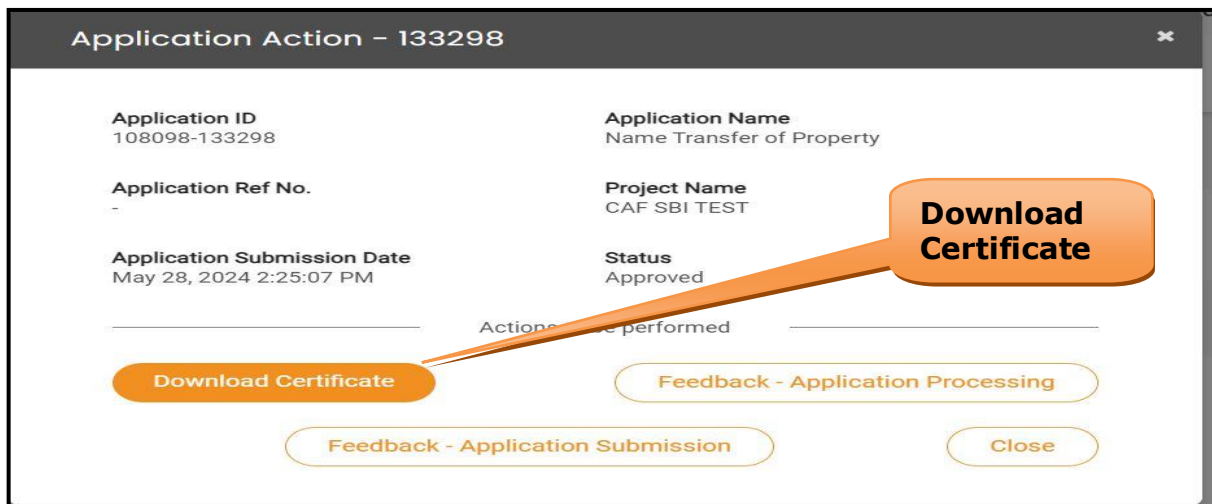 Application Action - 133298
Application ID
108098-133298
Application Name
Name Transfer of Property
Application Ref No.
-
Project Name
CAF SBI TEST
Download
Certificate
Application Submission Date
May 28, 2024 2:25:07 PM
Status
Approved
Actions performed
Download Certificate
Feedback - Application Processing
Feedback - Application Submission
Close